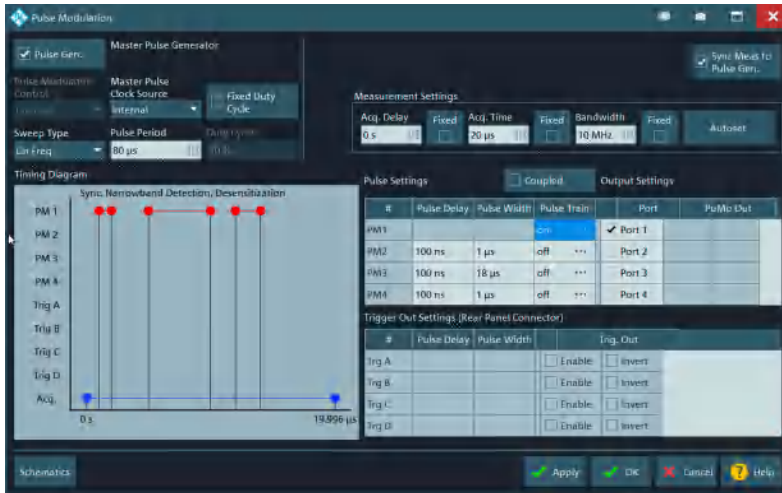 Pulse Modulation
Pulse Gen.
Master Pulse Generator
Sync Meas to
Pulse Gen.
Pulse Modulation
Control
Master Pulse
Clock Source
Internal
Fixed Duty
Cycle
Measurement Settings
Acq. Delay
Fixed
Acq. Time
Fixed
Bandwidth
Fixed
0 s
20 µs
10 MHz
Autoset
Sweep Type
Pulse Period
Duty Cycle
Lin Freq
80 µs
Timing Diagram
Sync, Narrowband Detection, Desensitization
PM 1
PM 2
PM 3
PM 4
Trig A
Trig B
Trig C
Trig D
Acq.
0 s
19.996 µs
Pulse Settings
Coupled
Output Settings
# Pulse Delay Pulse Width Pulse Train Port PuMo Out
PM1 on ... Port 1
PM2 100 ns 1 µs off ... Port 2
PM3 100 ns 18 µs off ... Port 3
PM4 100 ns 1 µs off ... Port 4
Trigger Out Settings (Rear Panel Connector)
# Pulse Delay Pulse Width Trig. Out
Trg A Enable Invert
Trg B Enable Invert
Trg C Enable Invert
Trg D Enable Invert
Schematics
Apply
OK
Cancel
? Help